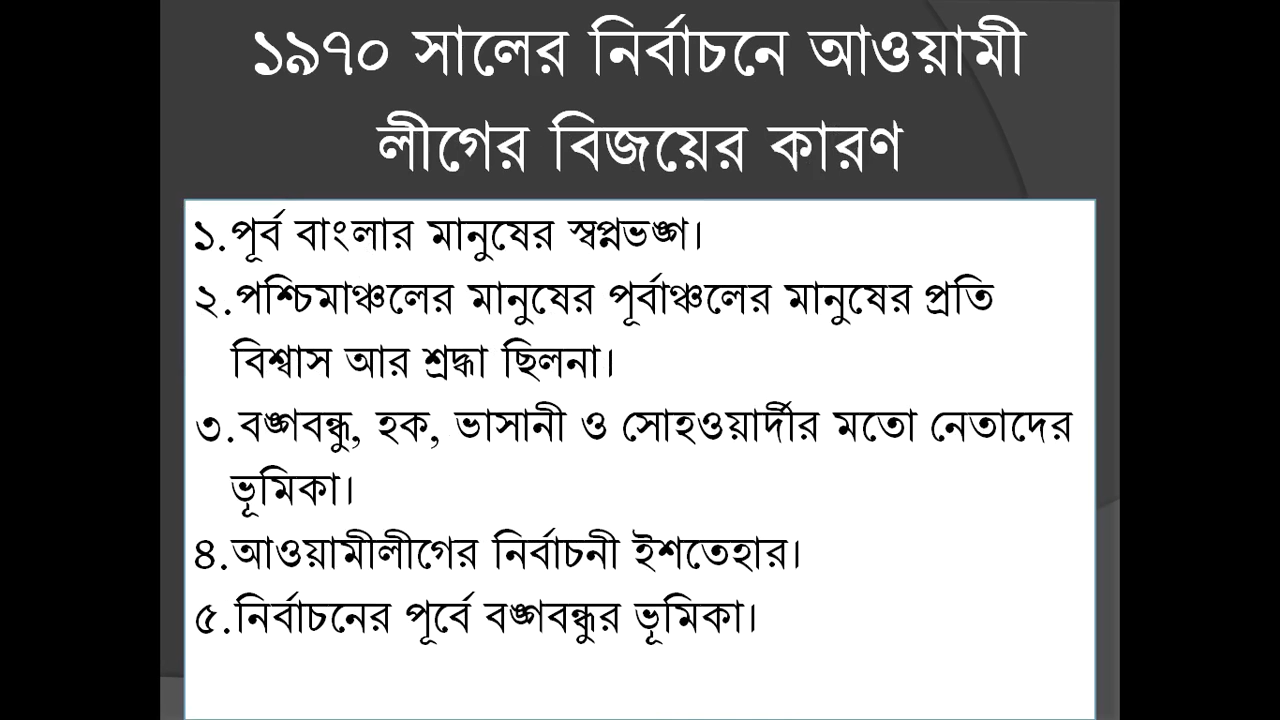 ১৯৭০ সালের নির্বাচনে আওয়ামী
লীগের বিজয়ের কারণ
১.পূর্ব বাংলার মানুষের স্বপ্নভঙ্গ।
২.পশ্চিমাঞ্চলের মানুষের পূর্বাঞ্চলের মানুষের প্রতি
বিশ্বাস আর শ্রদ্ধা ছিলনা।
৩.বঙ্গবন্ধু, হক, ভাসানী ও সোহওয়ার্দীর মতো নেতাদের
ভূমিকা।
৪.আওয়ামীলীগের নির্বাচনী ইশতেহার।
৫.নির্বাচনের পূর্বে বঙ্গবন্ধুর ভূমিকা।